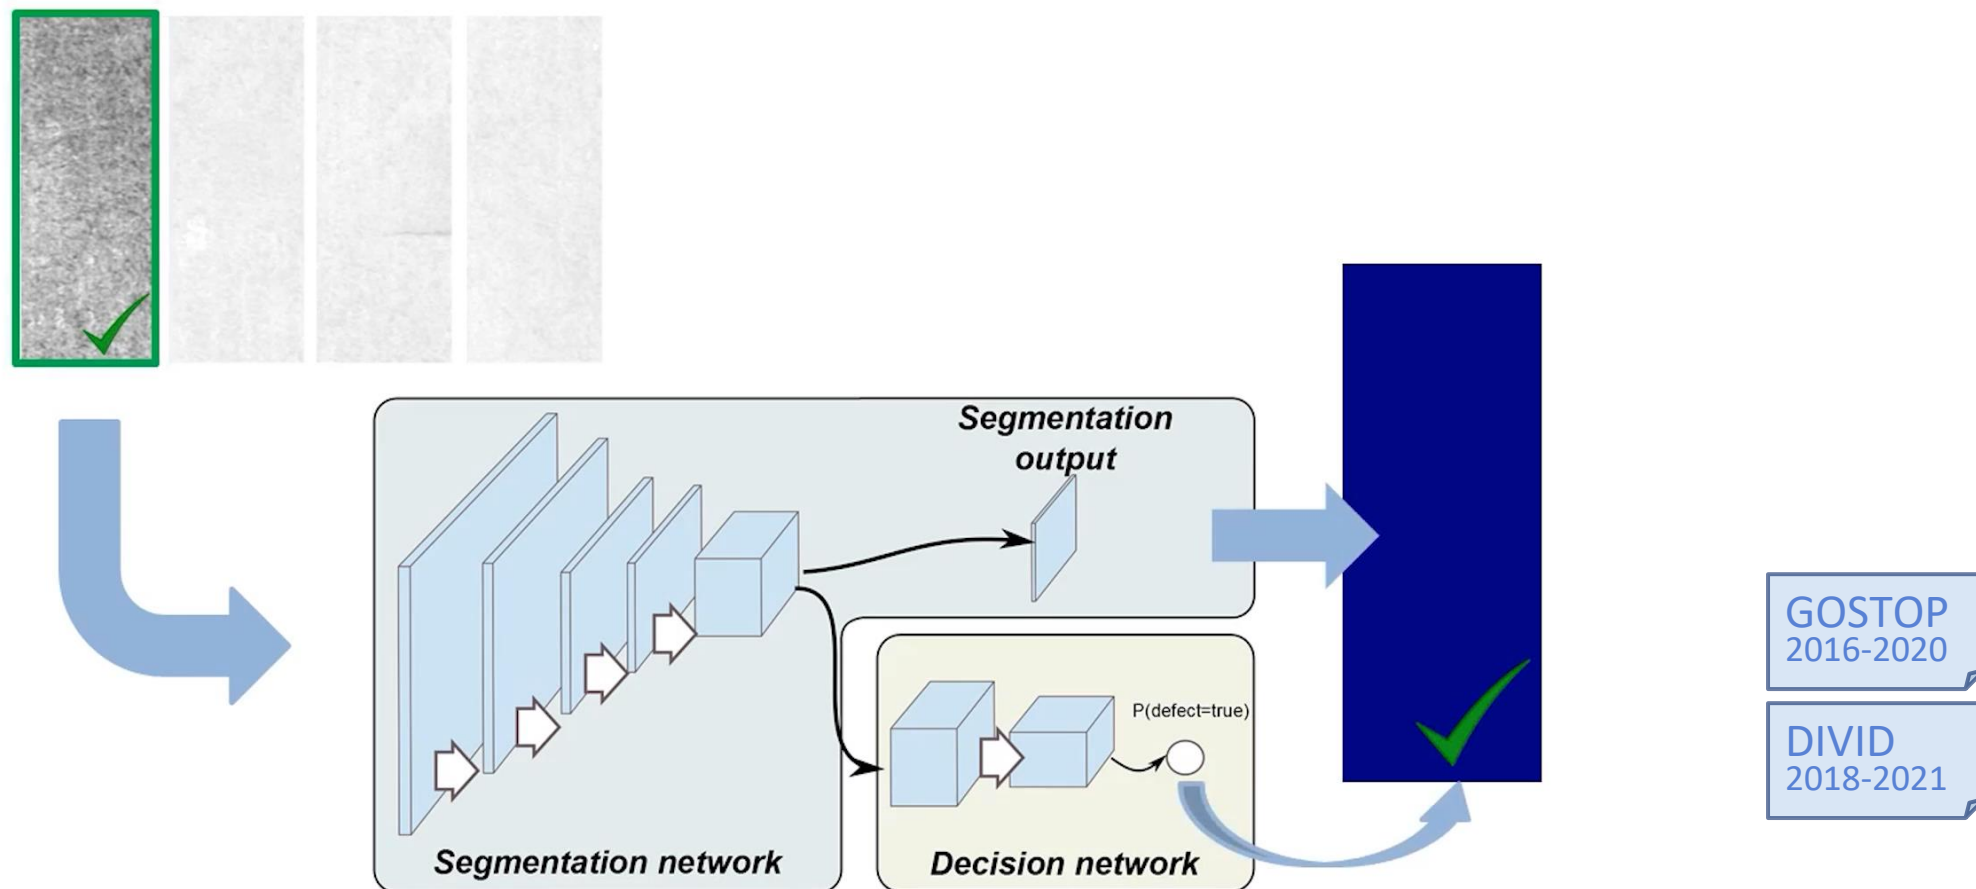 Segmentation
output
P(defect=true)
Segmentation network
Decision network
GOSTOP
2016-2020
DIVID
2018-2021